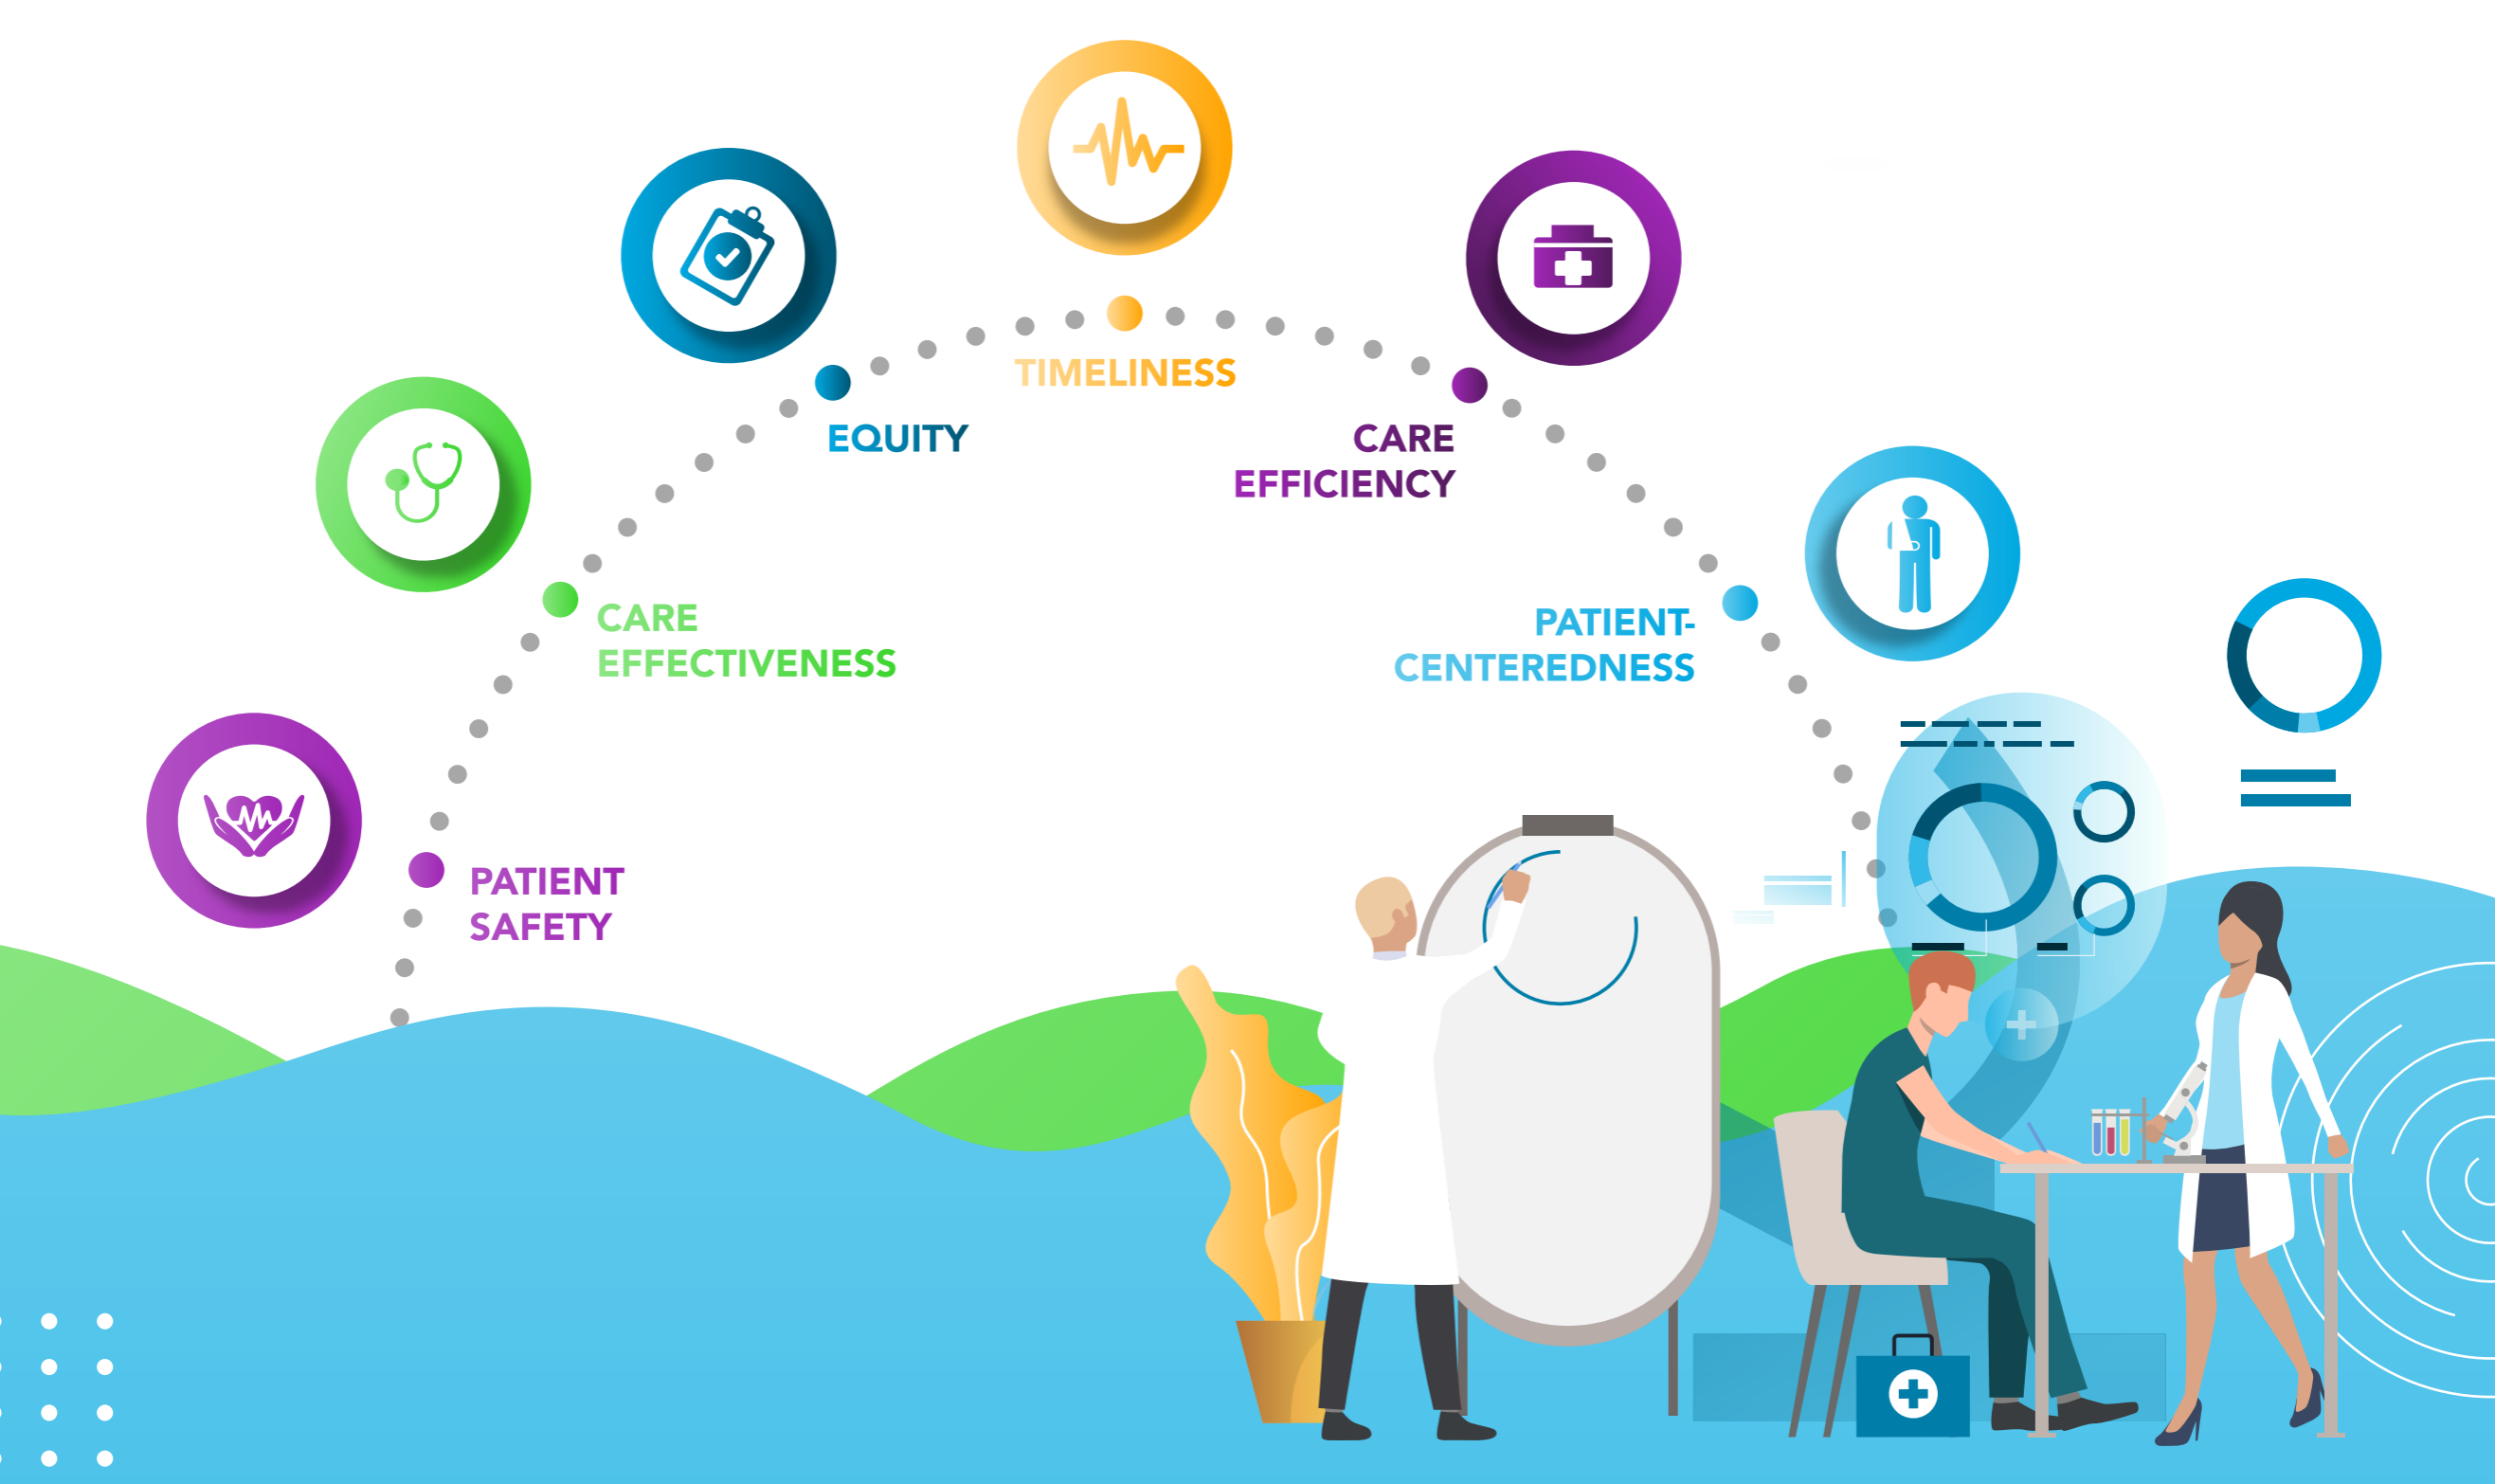 TIMELINESS
EQUITY
CARE
EFFICIENCY
CARE
EFFECTIVENESS
PATIENT-
CENTEREDNESS
PATIENT
SAFETY